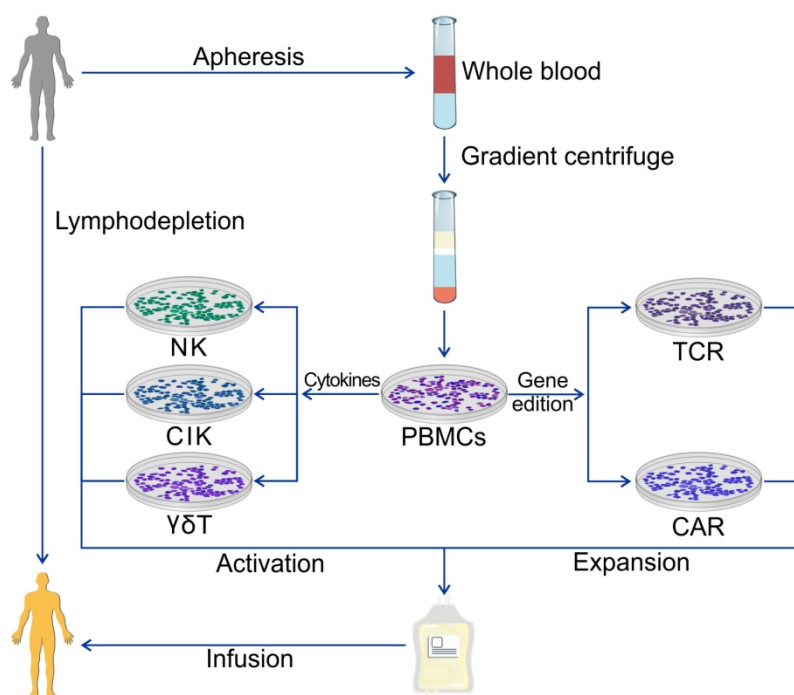 Apheresis
Whole blood
Gradient centrifuge
Lymphodepletion
NK
TCR
Cytokines
Gene
edition
CIK
PBMCs
γδT
CAR
Activation
Expansion
Infusion